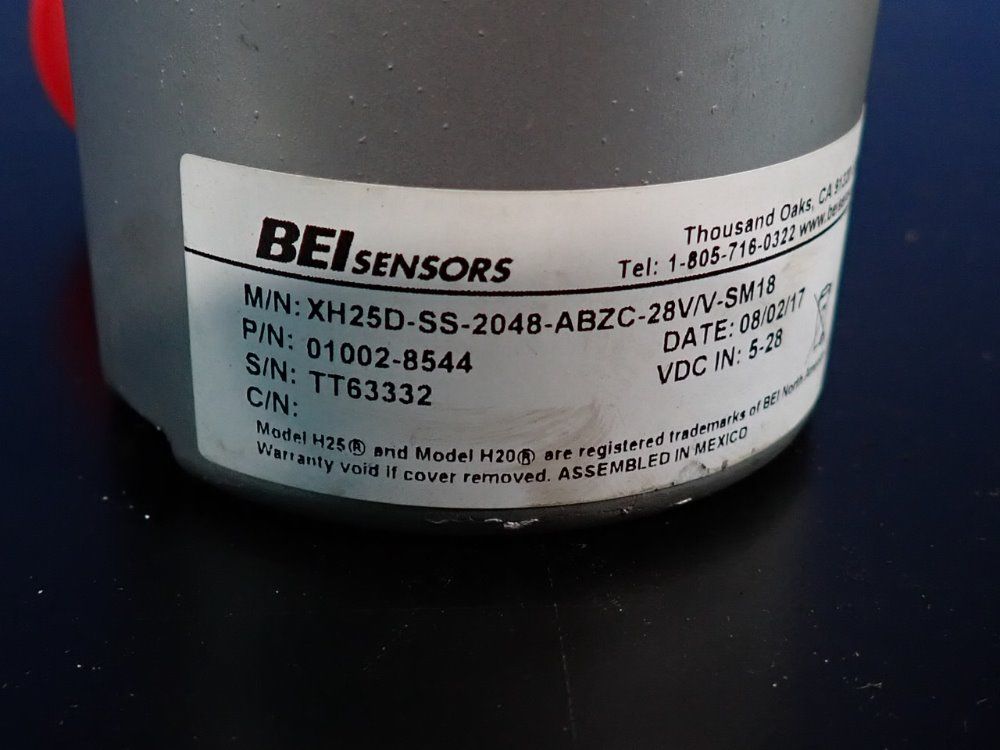 BEI SENSORS
Thousand Oaks, CA
Tel: 1-805-716-0322
M/N: XH25D-SS-2048-ABZC-28V/V-SM18
P/N: 01002-8544 DATE: 08/02/17
S/N: TT63332 VDC IN: 5-28
C/N:
Model H25® and Model H20® are registered trademarks of BEI North
Warranty void if cover removed. ASSEMBLED IN MEXICO